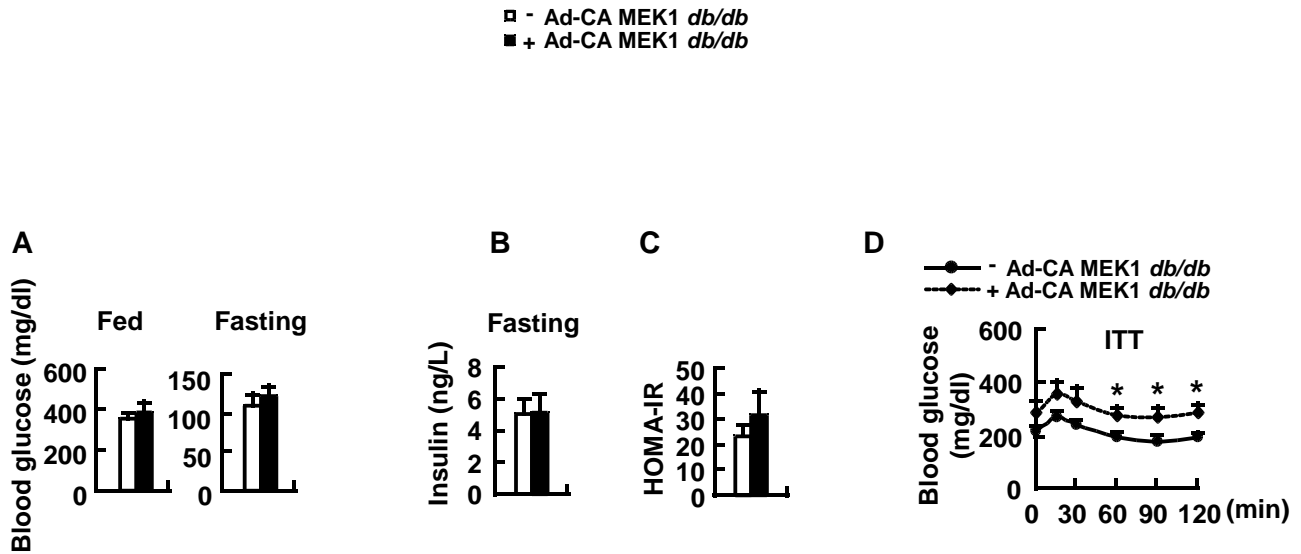 - Ad-CA MEK1 db/db
+ Ad-CA MEK1 db/db
A
B
C
D
Blood glucose (mg/dl)
Fed
600
400
200
0
Fasting
150
100
50
0
Insulin (ng/L)
Fasting
8
6
4
2
0
HOMA-IR
50
40
30
20
10
0
- Ad-CA MEK1 db/db
+ Ad-CA MEK1 db/db
Blood glucose
(mg/dl)
ITT
600
400
200
0
* * *
0 30 60 90 120 (min)